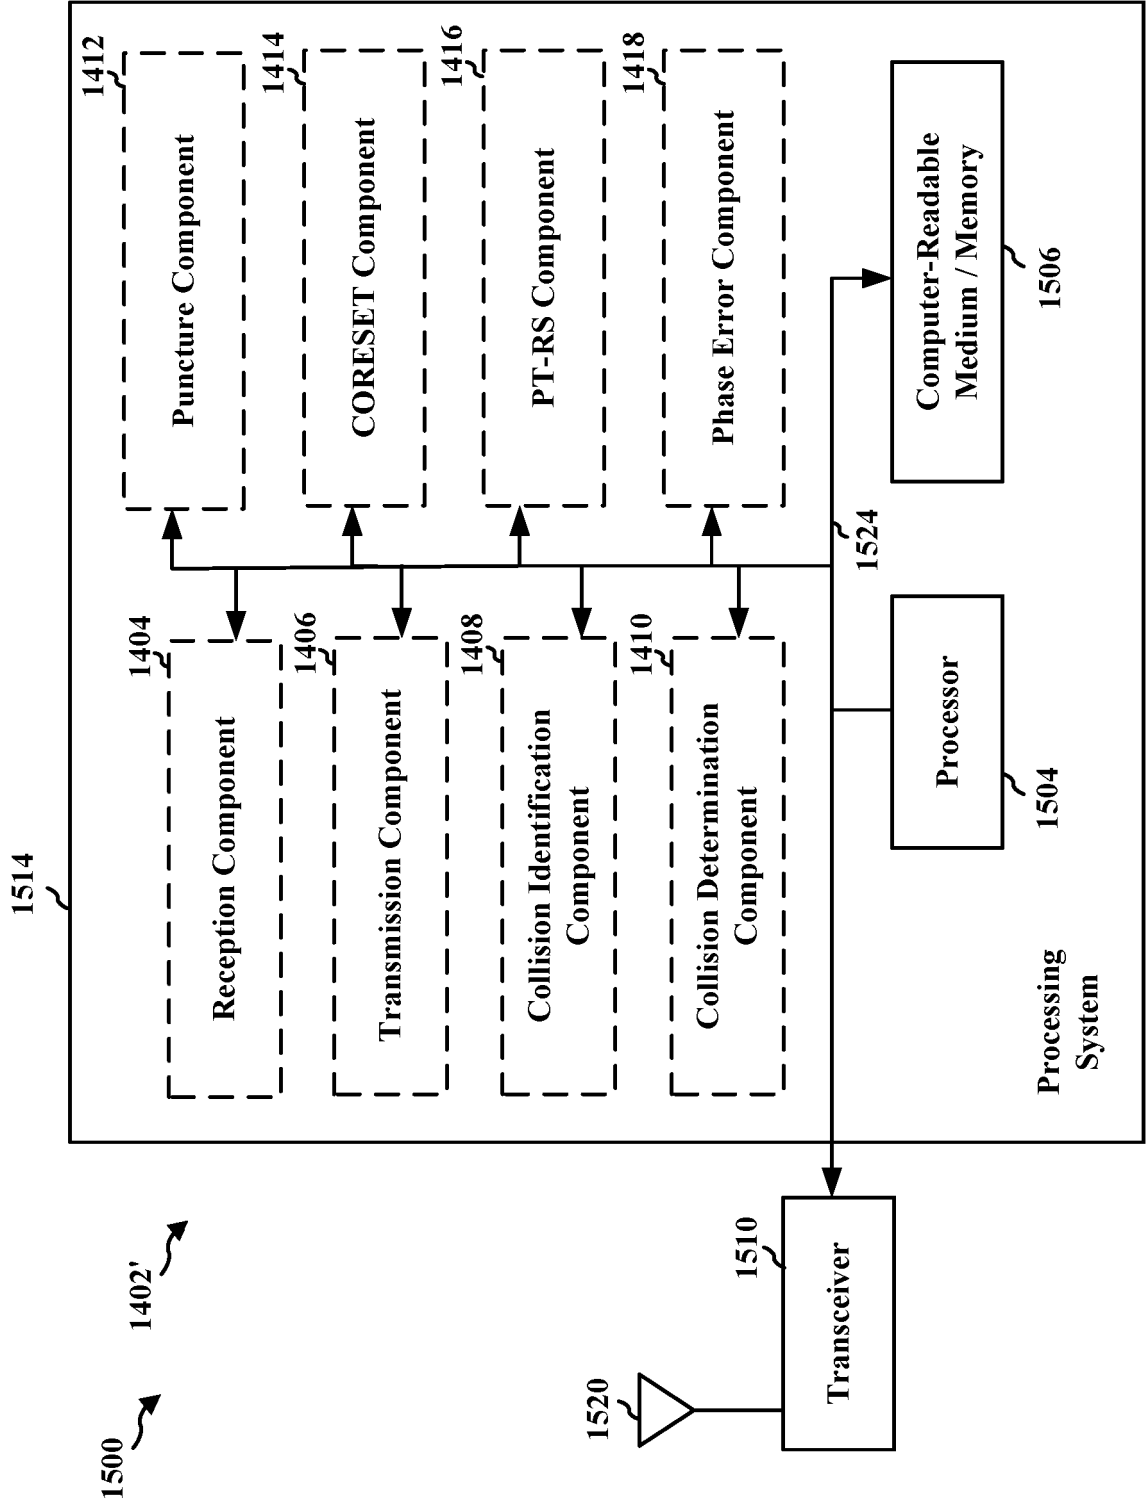 1500
1402'
1514
1404
Reception Component
1406
Transmission Component
1408
Collision Identification
Component
1410
Collision Determination
Component
1412
Puncture Component
1414
CORESET Component
1416
PT-RS Component
1418
Phase Error Component
1524
1520
1510
Transceiver
Processor
1504
Computer-Readable
Medium / Memory
1506
Processing
System